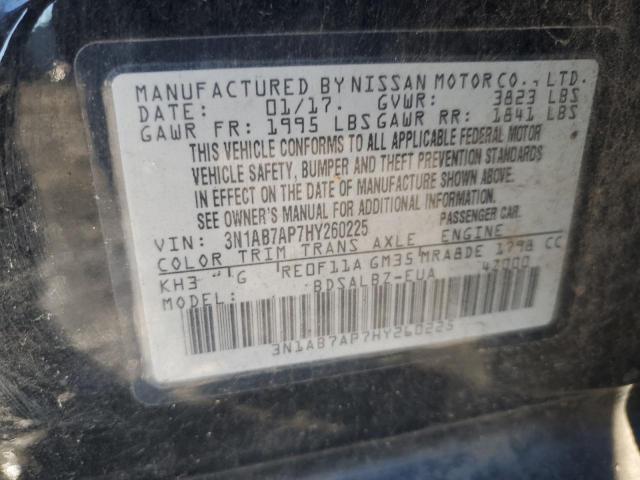 MANUFACTURED BY NISSAN MOTOR CO., LTD.
DATE: 01/17. GVWR: 3823 LBS
GAWR FR: 1995 LBS GAWR RR: 1841 LBS
THIS VEHICLE CONFORMS TO ALL APPLICABLE FEDERAL MOTOR
VEHICLE SAFETY, BUMPER AND THEFT PREVENTION STANDARDS
IN EFFECT ON THE DATE OF MANUFACTURE SHOWN ABOVE.
SEE OWNER'S MANUAL FOR ADDITIONAL INFORMATION.
VIN: 3N1AB7AP7HY260225 PASSENGER CAR.
COLOR TRIM TRANS AXLE ENGINE
KH3 G RE0F11A GM35 MRA8DE 1798 CC
MODEL: BDSALBZ-EUA 42000
3N1AB7AP7HY260225